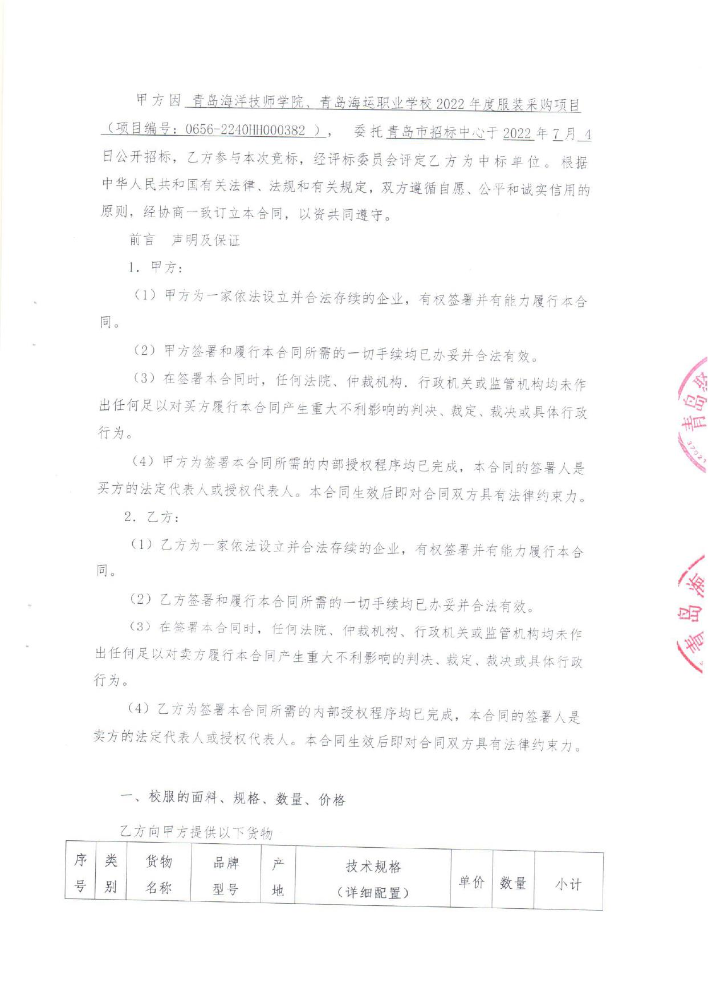 甲方因 青岛海洋技师学院、青岛海运职业学校 2022 年度服装采购项目
（项目编号：0656-2240HH000382 ）， 委托青岛市招标中心于 2022 年 7 月 4
日公开招标，乙方参与本次竞标，经评标委员会评定乙方为中标单位。根据
中华人民共和国有关法律、法规和有关规定，双方遵循自愿、公平和诚实信用的
原则，经协商一致订立本合同，以资共同遵守。
前言 声明及保证
1．甲方：
（1）甲方为一家依法设立并合法存续的企业，有权签署并有能力履行本合
同。
（2）甲方签署和履行本合同所需的一切手续均已办妥并合法有效。
（3）在签署本合同时，任何法院、仲裁机构．行政机关或监管机构均未作
出任何足以对买方履行本合同产生重大不利影响的判决、裁定、裁决或具体行政
行为。
（4）甲方为签署本合同所需的内部授权程序均已完成，本合同的签署人是
买方的法定代表人或授权代表人。本合同生效后即对合同双方具有法律约束力。
2．乙方：
（1）乙方为一家依法设立并合法存续的企业，有权签署并有能力履行本合
同。
（2）乙方签署和履行本合同所需的一切手续均已办妥并合法有效。
（3）在签署本合同时，任何法院、仲裁机构、行政机关或监管机构均未作
出任何足以对卖方履行本合同产生重大不利影响的判决、裁定、裁决或具体行政
行为。
（4）乙方为签署本合同所需的内部授权程序均已完成，本合同的签署人是
卖方的法定代表人或授权代表人。本合同生效后即对合同双方具有法律约束力。
一、校服的面料、规格、数量、价格
乙方向甲方提供以下货物
序号 类别 货物名称 品牌型号 产地 技术规格（详细配置） 单价 数量 小计
青岛
37021
青岛海